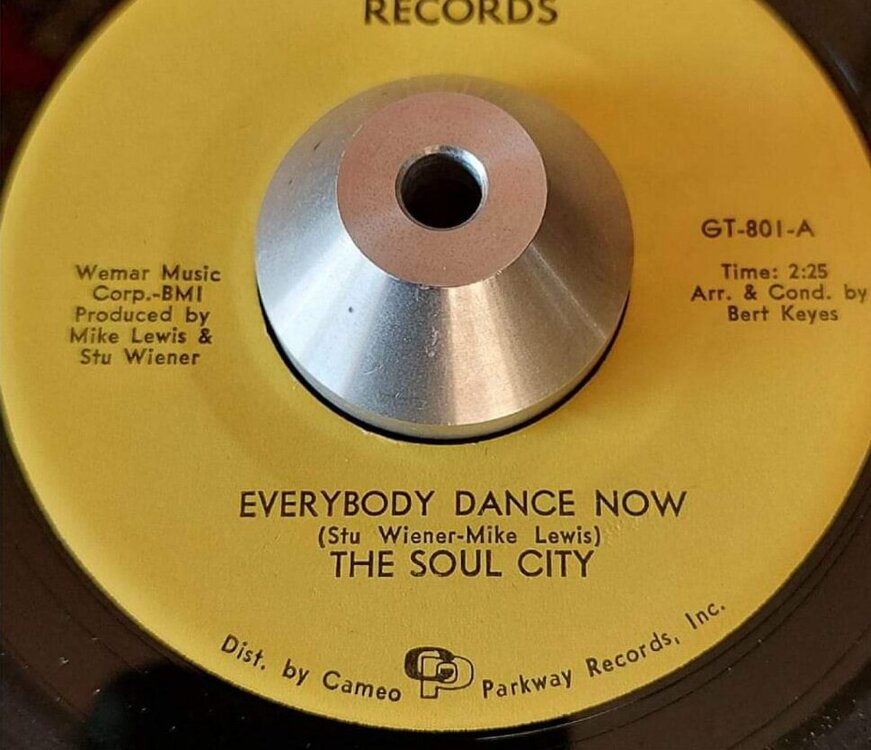 RECORDS
GT-801-A
Wemar Music
Corp.-BMI
Produced by
Mike Lewis &
Stu Wiener
Time: 2:25
Arr. & Cond. by
Bert Keyes
EVERYBODY DANCE NOW
(Stu Wiener-Mike Lewis)
THE SOUL CITY
Dist. by Cameo CP Parkway Records, Inc.